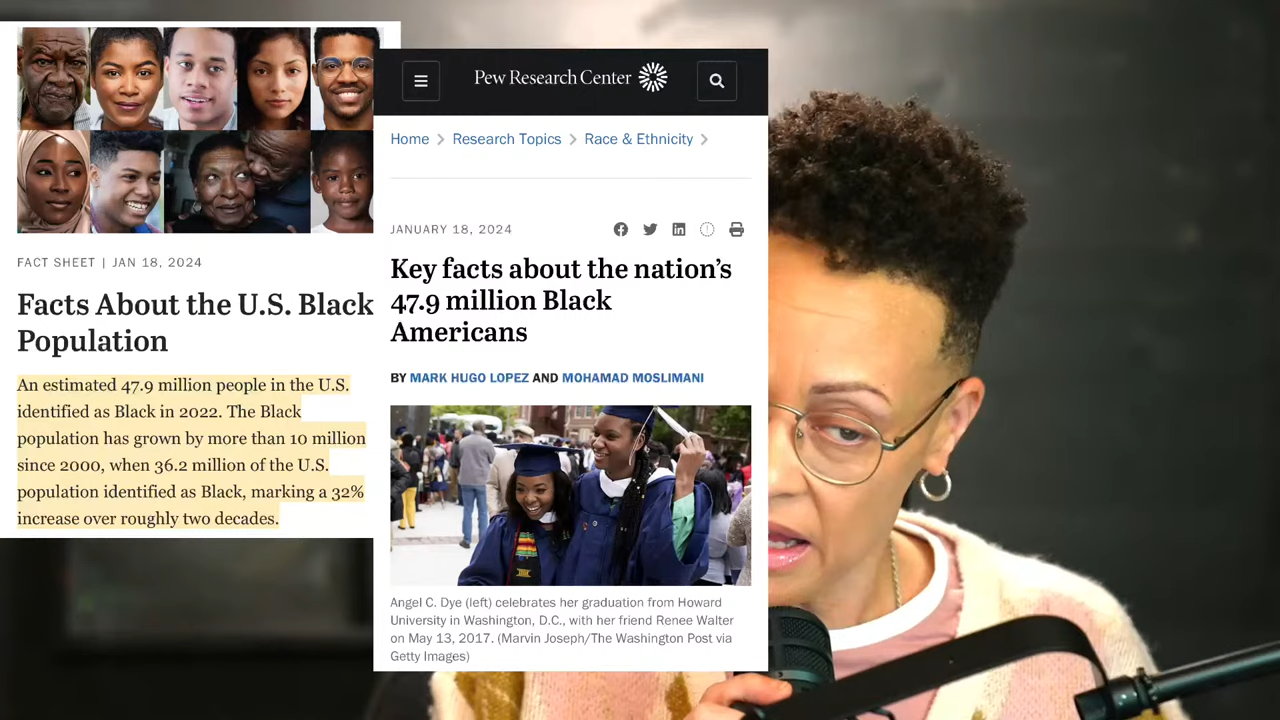 FACT SHEET | JAN 18, 2024
Facts About the U.S. Black
Population
An estimated 47.9 million people in the U.S.
identified as Black in 2022. The Black
population has grown by more than 10 million
since 2000, when 36.2 million of the U.S.
population identified as Black, marking a 32%
increase over roughly two decades.
Pew Research Center
Home > Research Topics > Race & Ethnicity >
JANUARY 18, 2024
Key facts about the nation’s
47.9 million Black
Americans
BY MARK HUGO LOPEZ AND MOHAMAD MOSLIMANI
Angel C. Dye (left) celebrates her graduation from Howard
University in Washington, D.C., with her friend Renee Walter
on May 13, 2017. (Marvin Joseph/The Washington Post via
Getty Images)